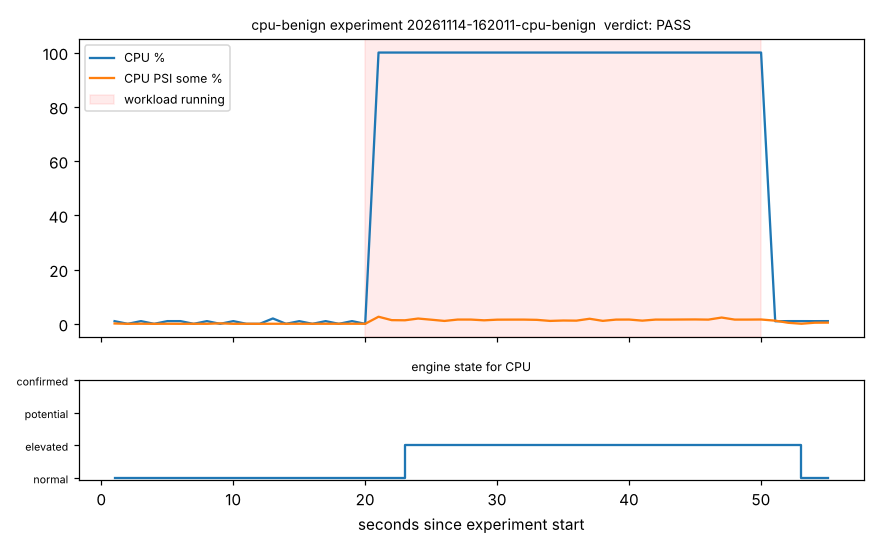 cpu-benign experiment 20261114-162011-cpu-benign  verdict: PASS
100
80
60
40
20
0
CPU %
CPU PSI some %
workload running
engine state for CPU
confirmed
potential
elevated
normal
0 10 20 30 40 50
seconds since experiment start